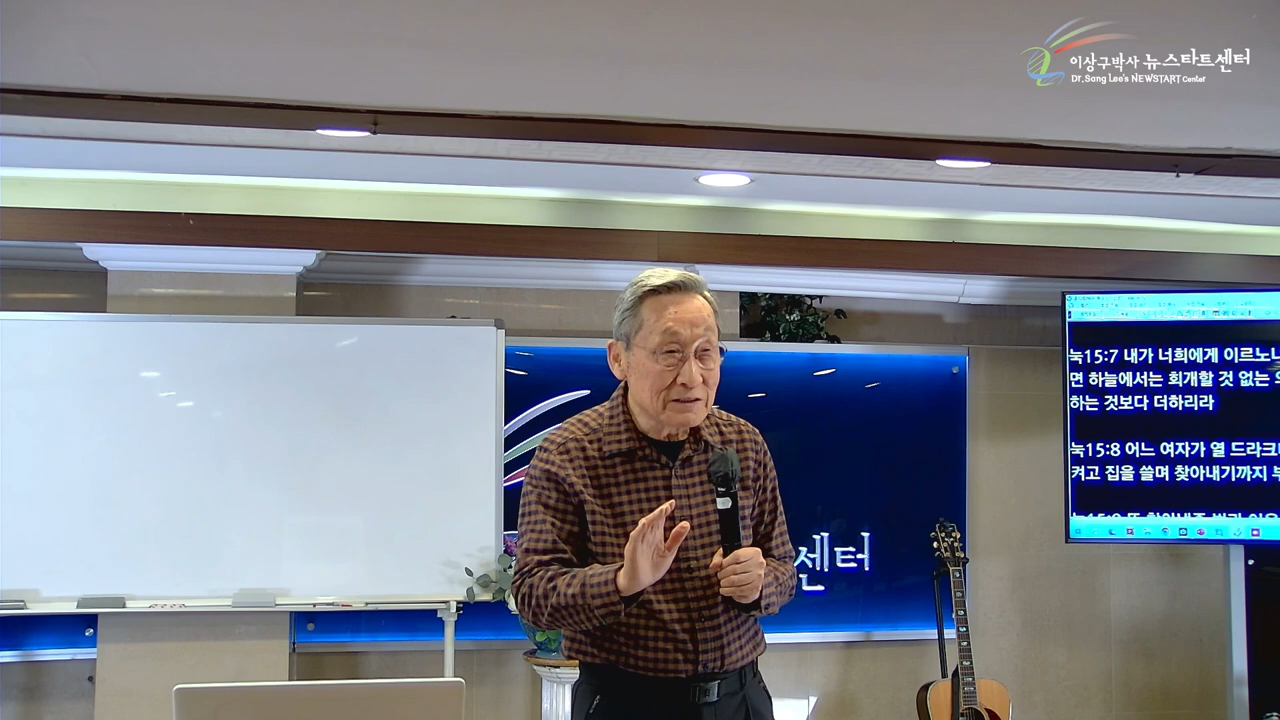 이상구박사 뉴스타트센터
Dr.Sang Lee's NEWSTART Center
눅15:7 내가 너희에게 이르노니
면 하늘에서는 회개할 것 없는
하는 것보다 더하리라
눅15:8 어느 여자가 열 드라크
켜고 집을 쓸며 찾아내기까지
센터